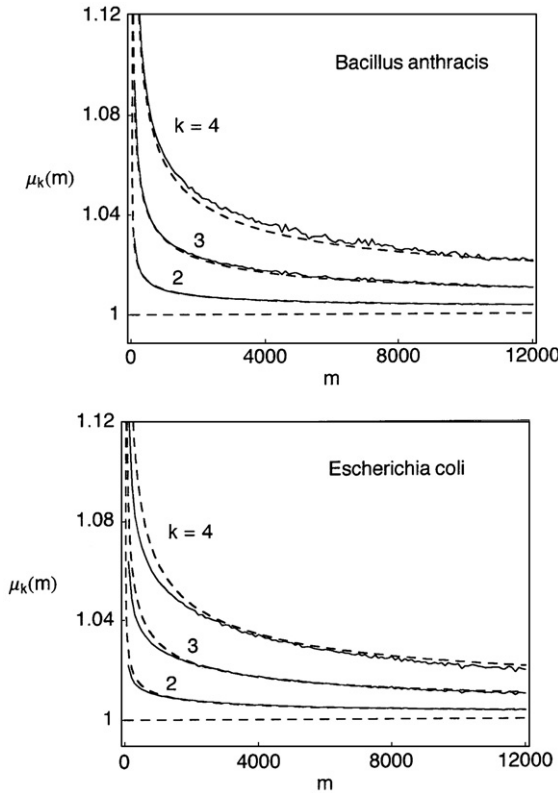 1.12
Bacillus anthracis
1.08
k = 4
μk(m)
1.04
3
2
1
0 4000 8000 12000
m
1.12
Escherichia coli
1.08
k = 4
μk(m)
1.04
3
2
1
0 4000 8000 12000
m